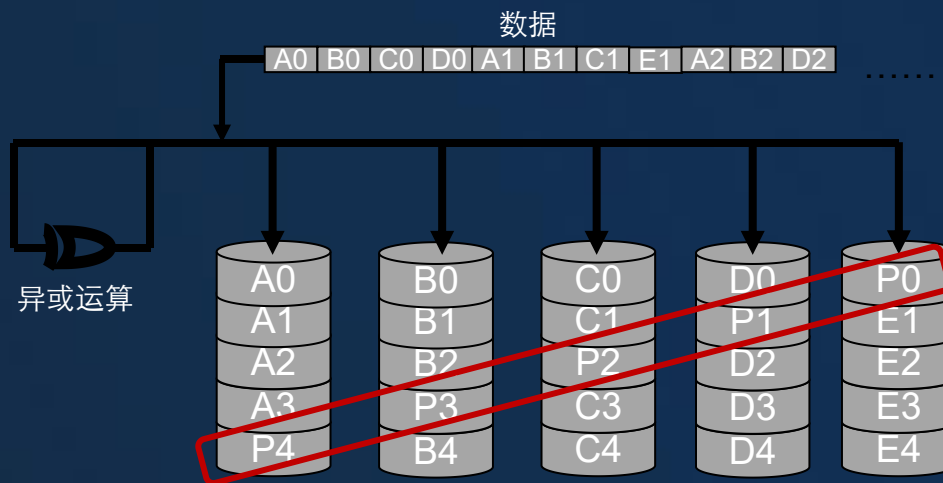 数据
A0 B0 C0 D0 A1 B1 C1 E1 A2 B2 D2 ........
异或运算
A0 B0 C0 D0 P0
A1 B1 C1 P1 E1
A2 B2 P2 D2 E2
A3 P3 C3 D3 E3
P4 B4 C4 D4 E4